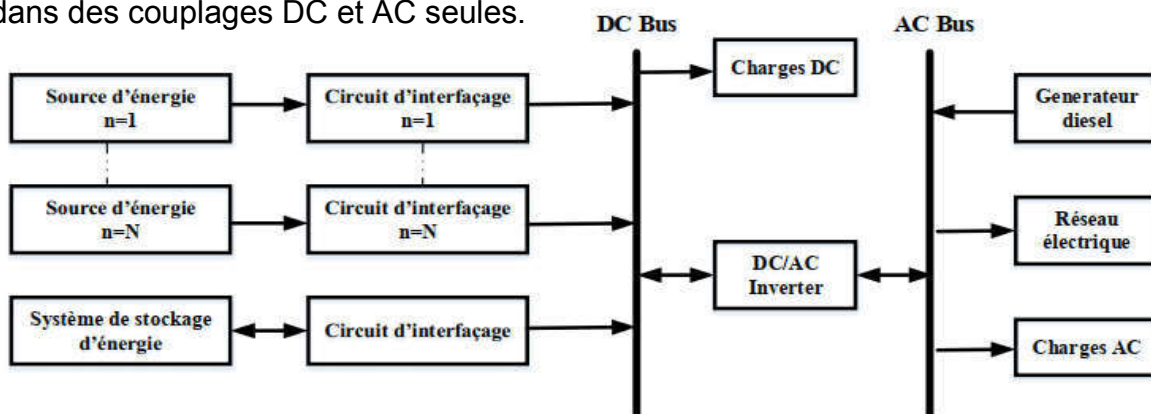 dans des couplages DC et AC seules.
DC Bus
AC Bus
Source d'énergie
n=1
Circuit d'interfaçage
n=1
Charges DC
Generateur
diesel
Source d'énergie
n=N
Circuit d'interfaçage
n=N
Réseau
électrique
DC/AC
Inverter
Système de stockage
d'énergie
Circuit d'interfaçage
Charges AC